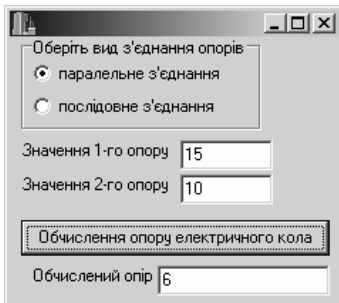 Оберіть вид з'єднання опорів
паралельне з'єднання
послідовне з'єднання
Значення 1-го опору 15
Значення 2-го опору 10
Обчислення опору електричного кола
Обчислений опір 6